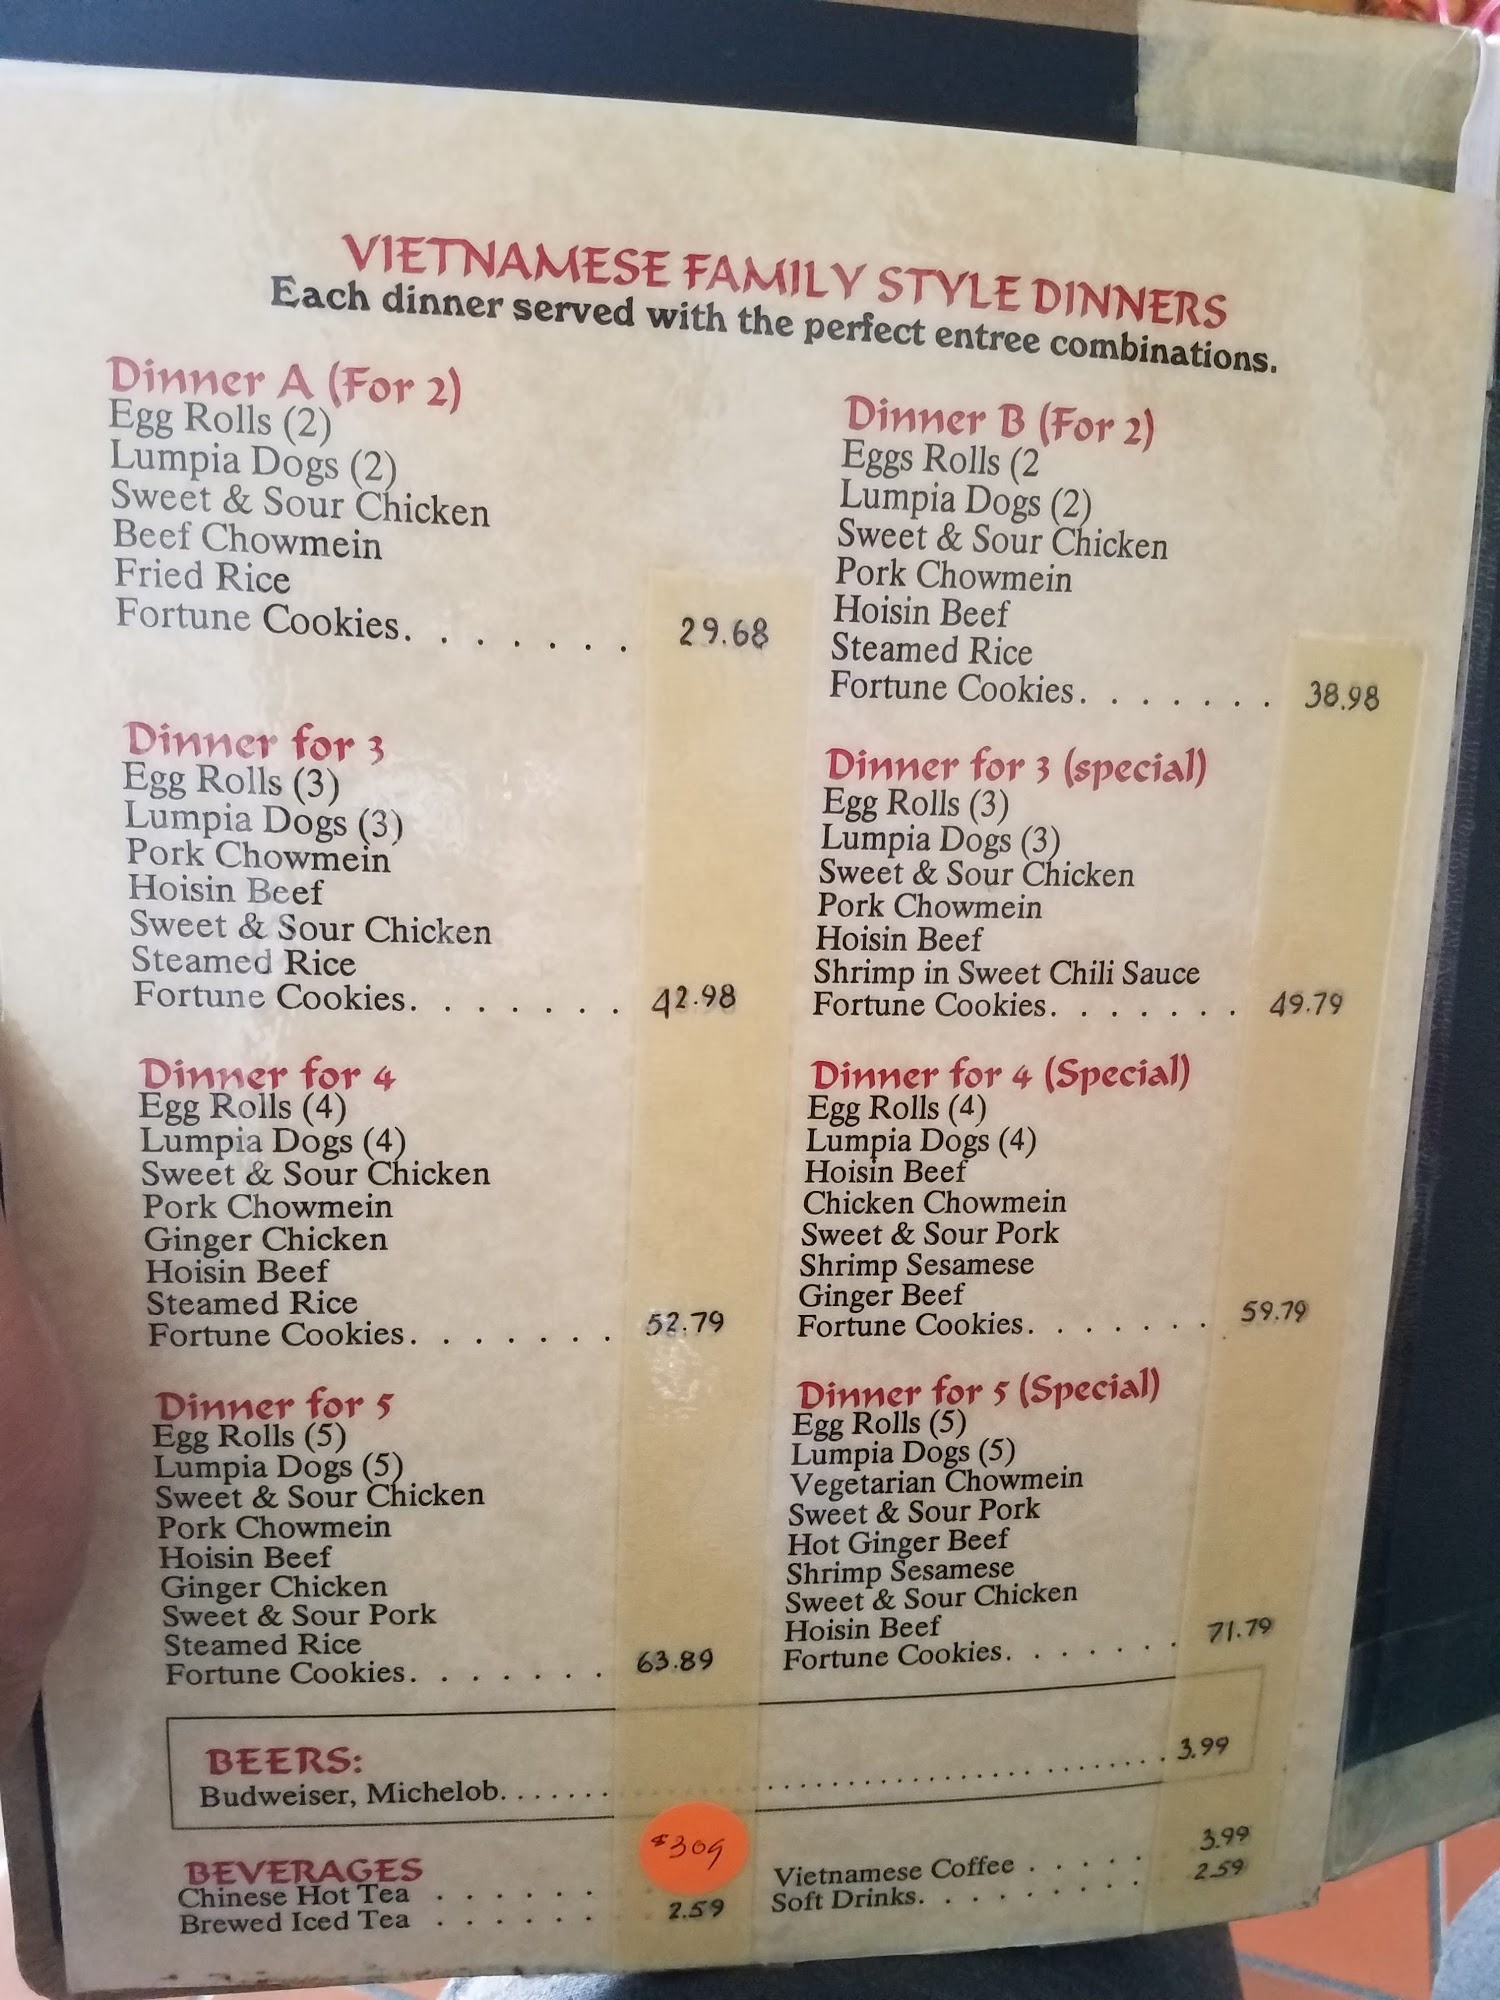 VIETNAMESE FAMILY STYLE DINNERS
Each dinner served with the perfect entree combinations.
Dinner A (For 2)
Egg Rolls (2)
Lumpia Dogs (2)
Sweet & Sour Chicken
Beef Chowmein
Fried Rice
Fortune Cookies. . . . . . . 29.68
Dinner for 3
Egg Rolls (3)
Lumpia Dogs (3)
Pork Chowmein
Hoisin Beef
Sweet & Sour Chicken
Steamed Rice
Fortune Cookies. . . . . . . 42.98
Dinner for 4
Egg Rolls (4)
Lumpia Dogs (4)
Sweet & Sour Chicken
Pork Chowmein
Ginger Chicken
Hoisin Beef
Steamed Rice
Fortune Cookies. . . . . . . 52.79
Dinner for 5
Egg Rolls (5)
Lumpia Dogs (5)
Sweet & Sour Chicken
Pork Chowmein
Hoisin Beef
Ginger Chicken
Sweet & Sour Pork
Steamed Rice
Fortune Cookies. . . . . . . 63.89
Dinner B (For 2)
Eggs Rolls (2
Lumpia Dogs (2)
Sweet & Sour Chicken
Pork Chowmein
Hoisin Beef
Steamed Rice
Fortune Cookies. . . . . . . 38.98
Dinner for 3 (special)
Egg Rolls (3)
Lumpia Dogs (3)
Sweet & Sour Chicken
Pork Chowmein
Hoisin Beef
Shrimp in Sweet Chili Sauce
Fortune Cookies. . . . . . . 49.79
Dinner for 4 (Special)
Egg Rolls (4)
Lumpia Dogs (4)
Hoisin Beef
Chicken Chowmein
Sweet & Sour Pork
Shrimp Sesamese
Ginger Beef
Fortune Cookies. . . . . . . 59.79
Dinner for 5 (Special)
Egg Rolls (5)
Lumpia Dogs (5)
Vegetarian Chowmein
Sweet & Sour Pork
Hot Ginger Beef
Shrimp Sesamese
Sweet & Sour Chicken
Hoisin Beef
Fortune Cookies. . . . . . . 71.79
BEERS:
Budweiser, Michelob. . . . . . . 3.99
BEVERAGES
Chinese Hot Tea . . . . . . $309
Brewed Iced Tea . . . . . . 2.59
Vietnamese Coffee . . . . . 3.99
Soft Drinks. . . . . . . . . 2.59